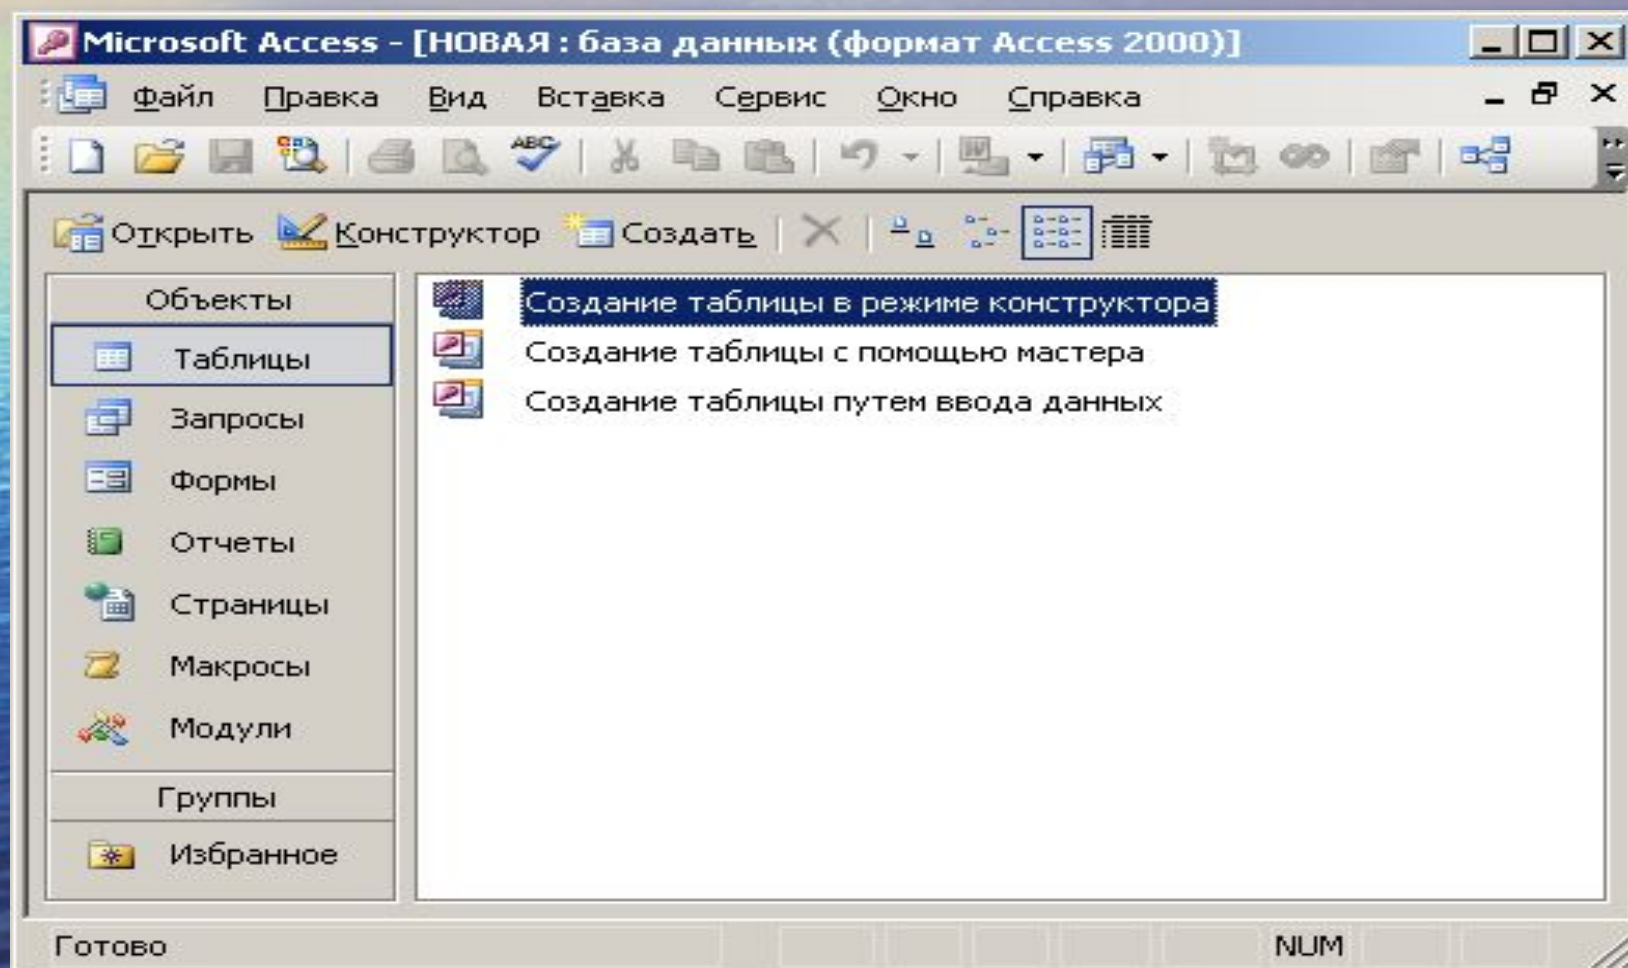 Microsoft Access - [НОВАЯ : база данных (формат Access 2000)]
Файл Правка Вид Вставка Сервис Окно Справка
ABC
Открыть Конструктор Создать
Объекты
Таблицы
Запросы
Формы
Отчеты
Страницы
Макросы
Модули
Группы
Избранное
Создание таблицы в режиме конструктора
Создание таблицы с помощью мастера
Создание таблицы путем ввода данных
Готово NUM